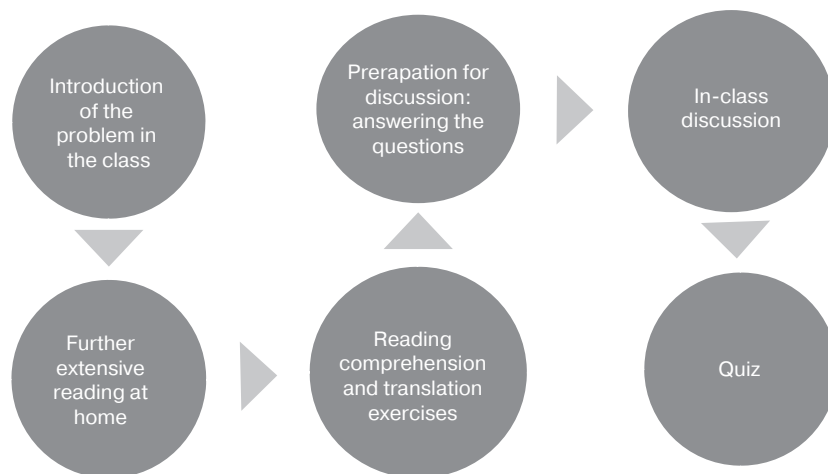 Introduction
of the
problem in
the class
Further
extensive
reading at
home
Reading
comprehension
and translation
exercises
Prerapation for
discussion:
answering the
questions
In-class
discussion
Quiz